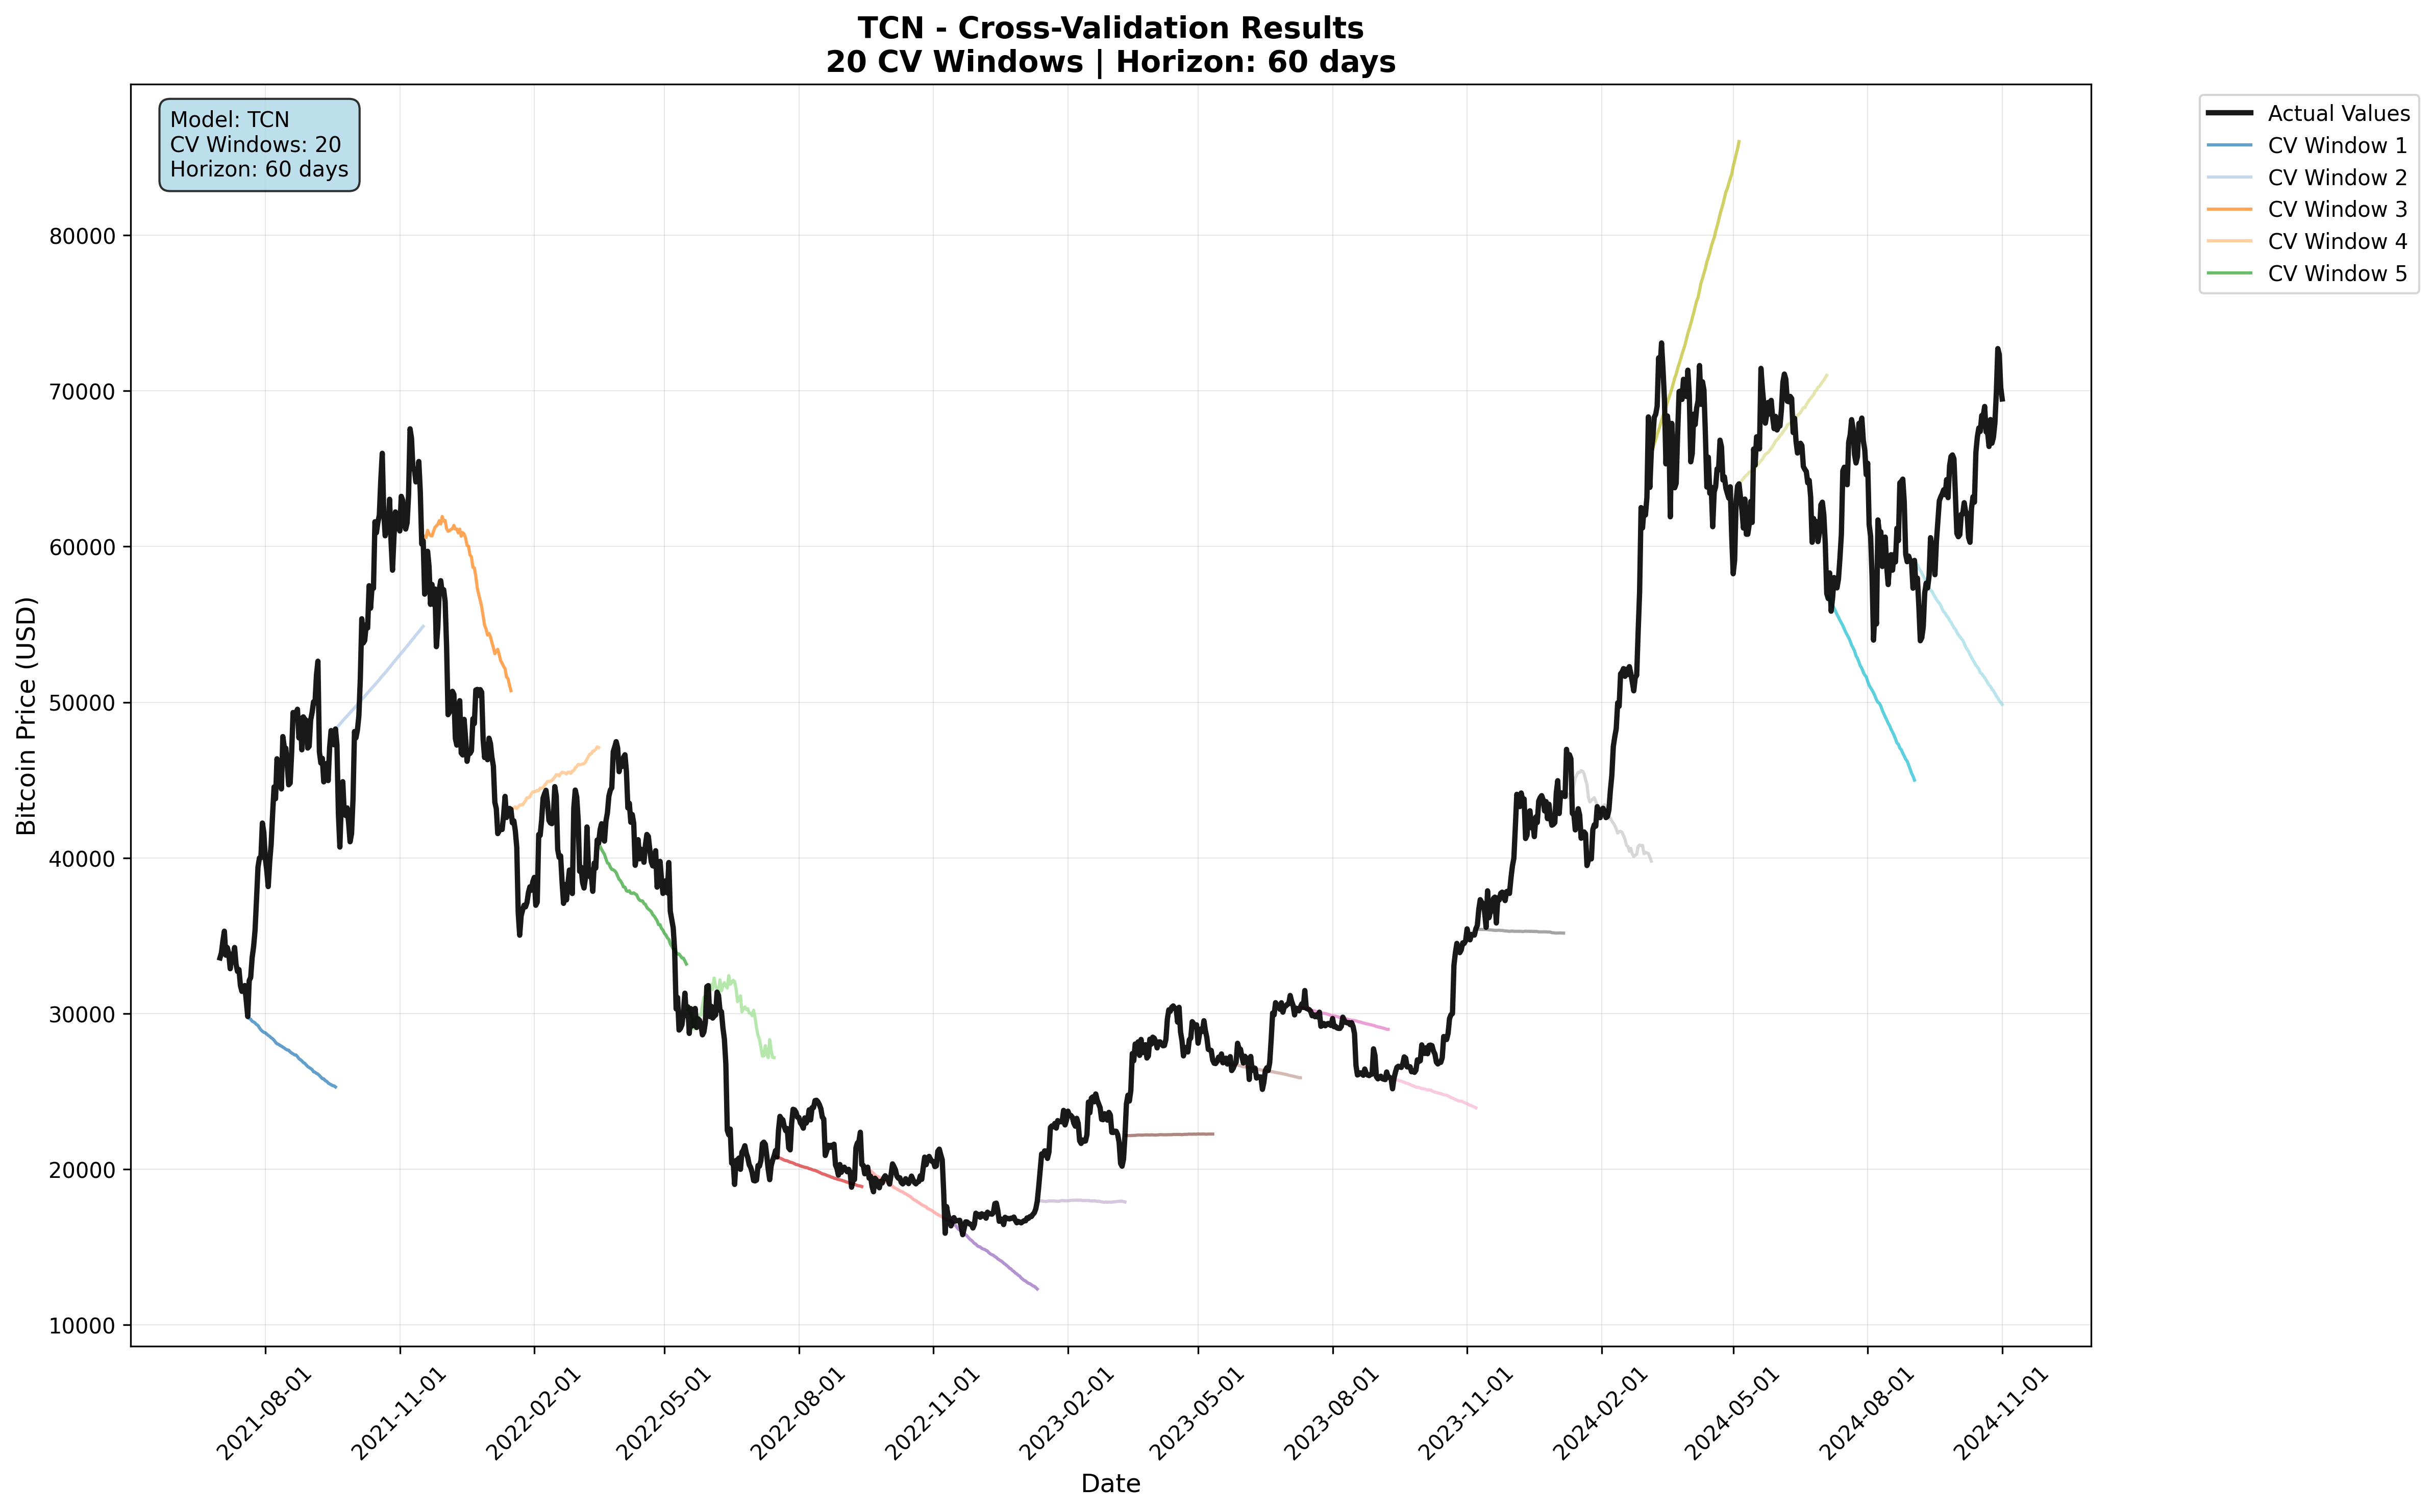 TCN - Cross-Validation Results
20 CV Windows | Horizon: 60 days
Model: TCN
CV Windows: 20
Horizon: 60 days
Actual Values
CV Window 1
CV Window 2
CV Window 3
CV Window 4
CV Window 5
Bitcoin Price (USD)
80000
70000
60000
50000
40000
30000
20000
10000
2021-08-01
2021-11-01
2022-02-01
2022-05-01
2022-08-01
2022-11-01
2023-02-01
2023-05-01
2023-08-01
2023-11-01
2024-02-01
2024-05-01
2024-08-01
2024-11-01
Date